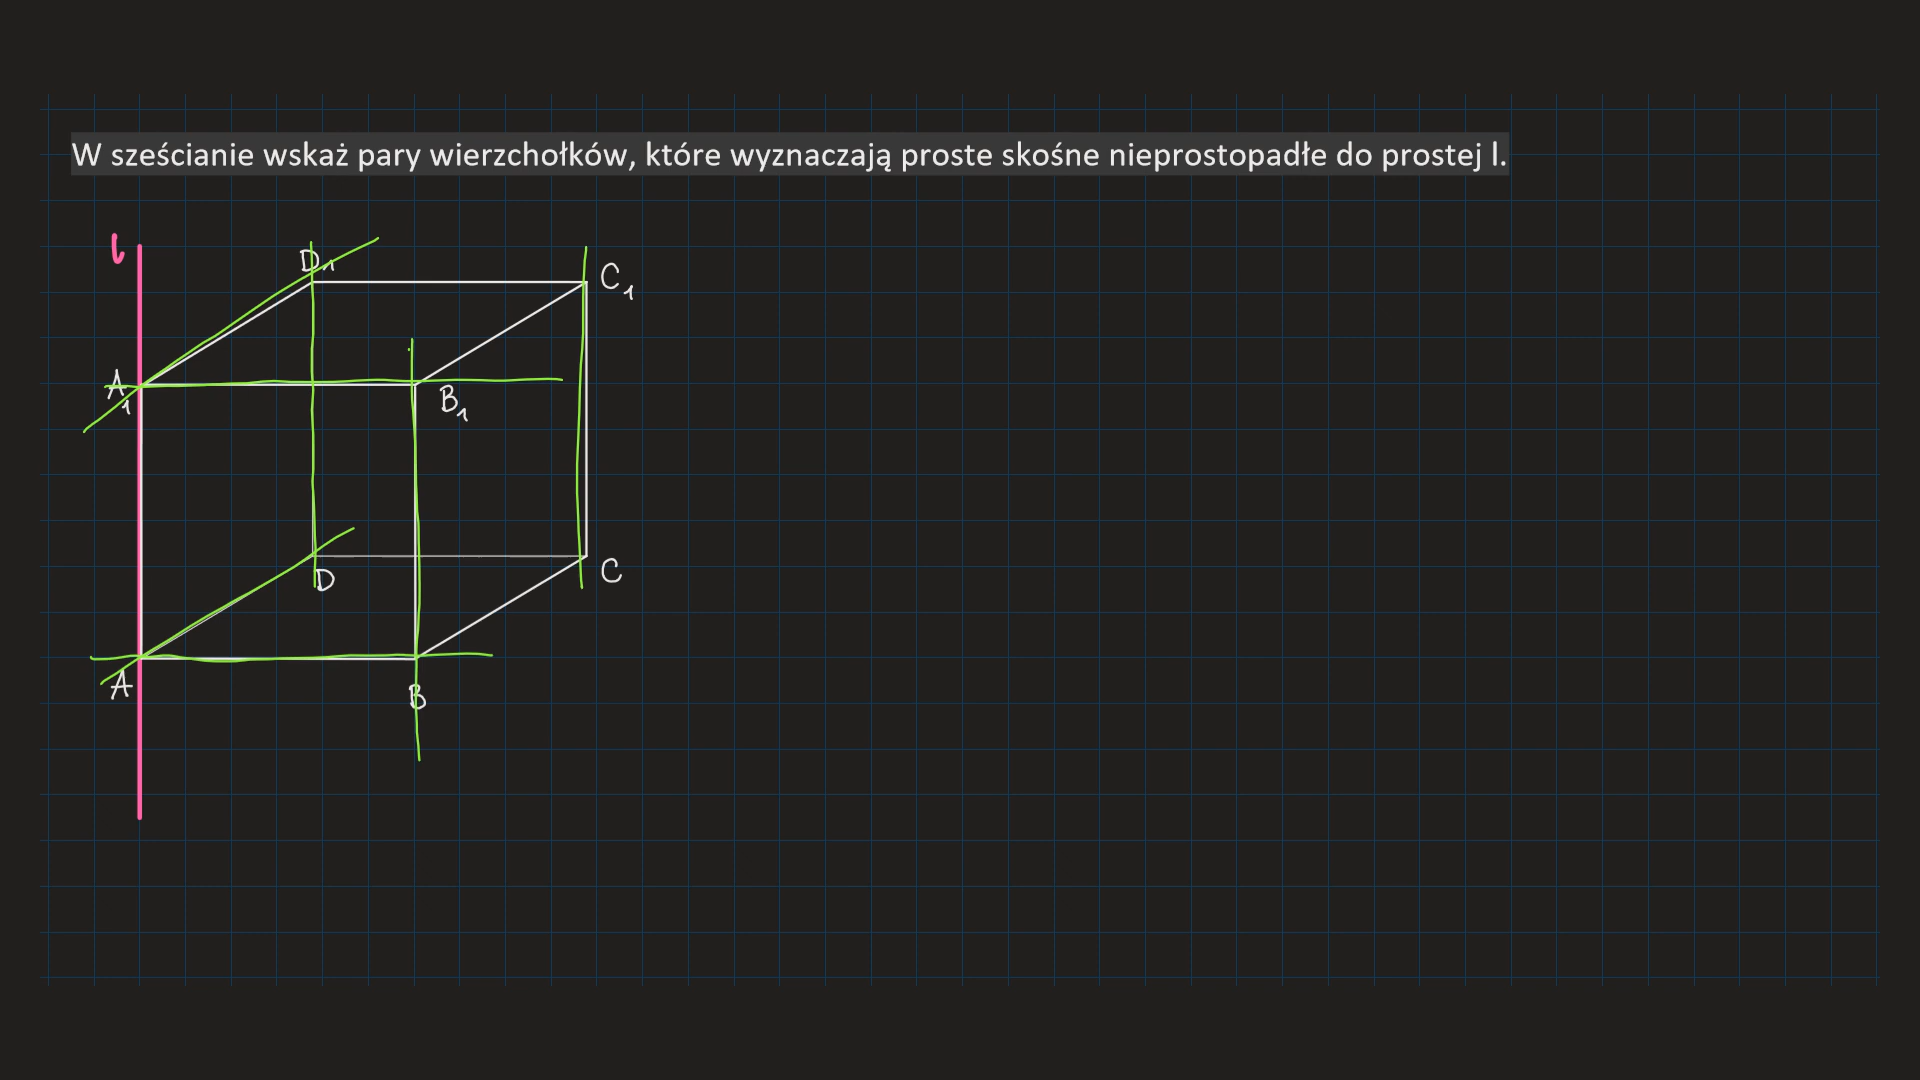 W sześcianie wskaż pary wierzchołków, które wyznaczają proste skośne nieprostopadłe do prostej l.
l
D₁
C₁
A₁
B₁
D
C
A
B